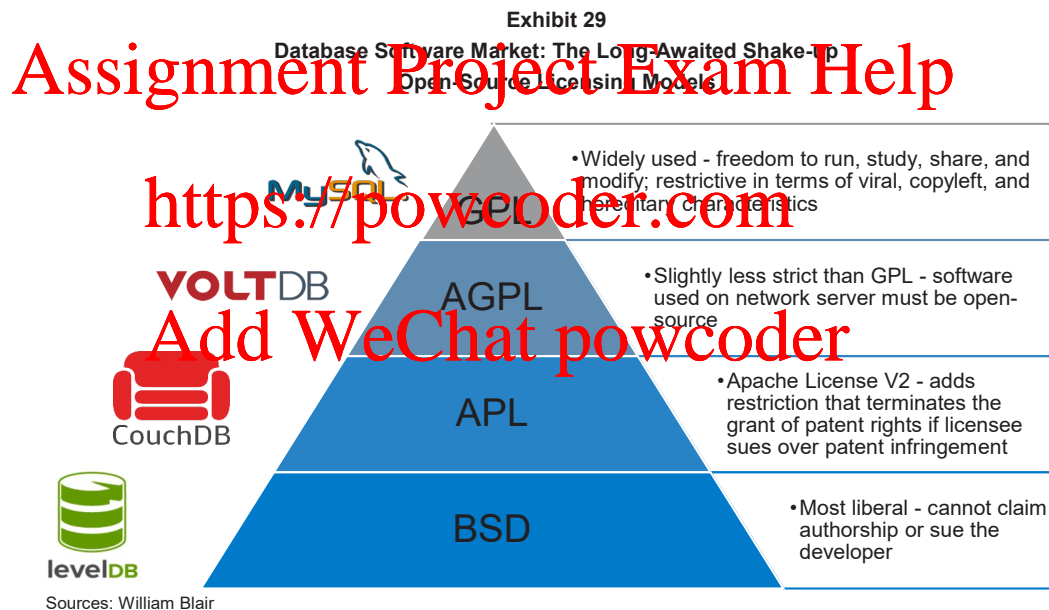 Exhibit 29
Database Software Market: The Long-Awaited Shake-up
Open-Source Licensing Models
Assignment Project Exam Help
MySQL
GPL
•Widely used - freedom to run, study, share, and
modify; restrictive in terms of viral, copyleft, and
hereditary characteristics
https://powcoder.com
VOLTDB
AGPL
•Slightly less strict than GPL - software
used on network server must be open-
source
Add WeChat powcoder
CouchDB
APL
•Apache License V2 - adds
restriction that terminates the
grant of patent rights if licensee
sues over patent infringement
levelDB
BSD
•Most liberal - cannot claim
authorship or sue the
developer
Sources: William Blair